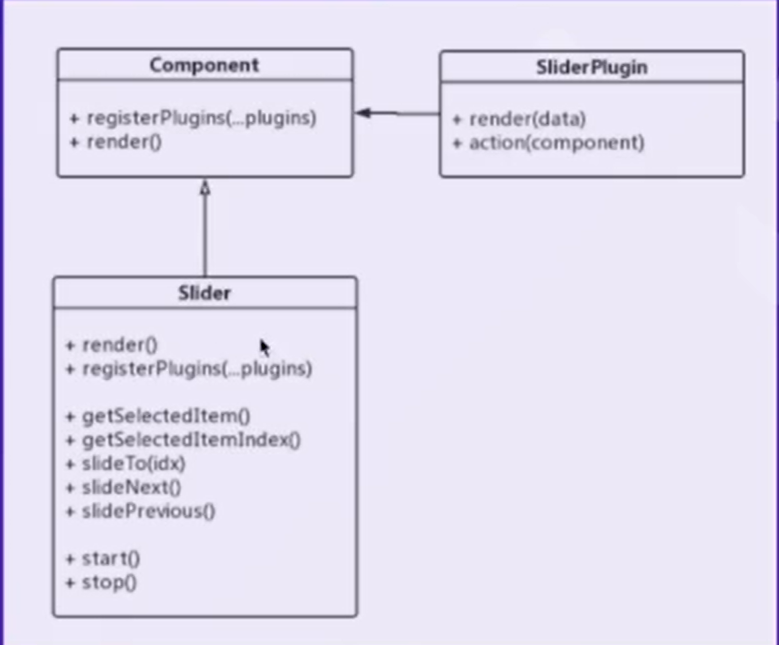 Component
+ registerPlugins(...plugins)
+ render()
SliderPlugin
+ render(data)
+ action(component)
Slider
+ render()
+ registerPlugins(...plugins)
+ getSelectedItem()
+ getSelectedItemIndex()
+ slideTo(idx)
+ slideNext()
+ slidePrevious()
+ start()
+ stop()